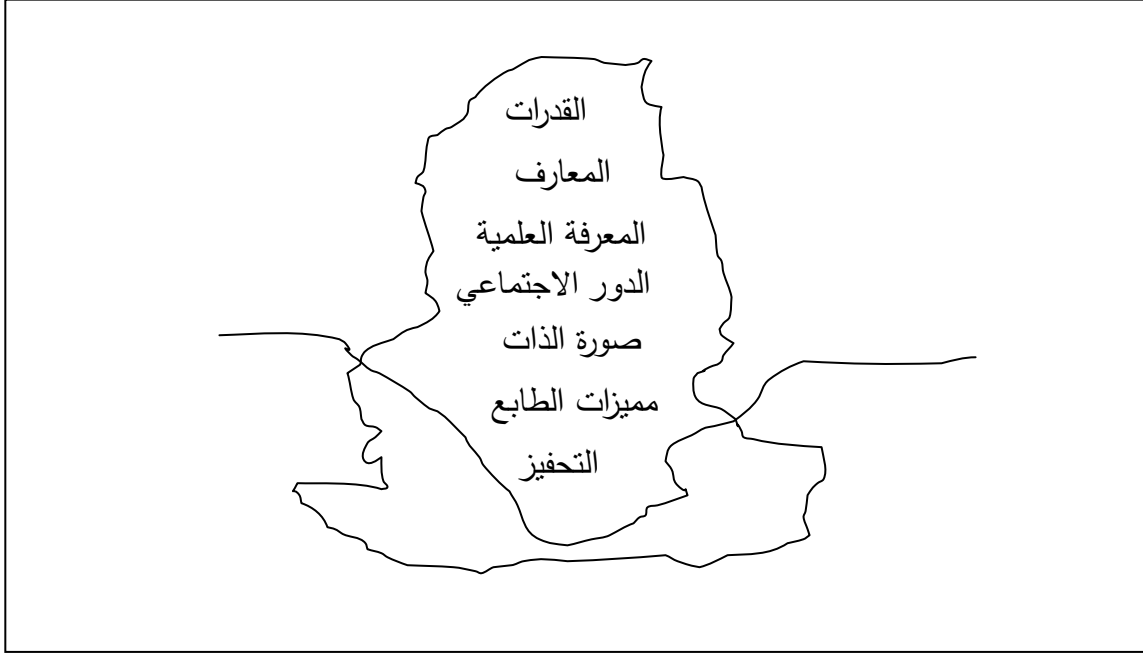 القدرات
المعارف
المعرفة العلمية
الدور الاجتماعي
صورة الذات
مميزات الطابع
التحفيز